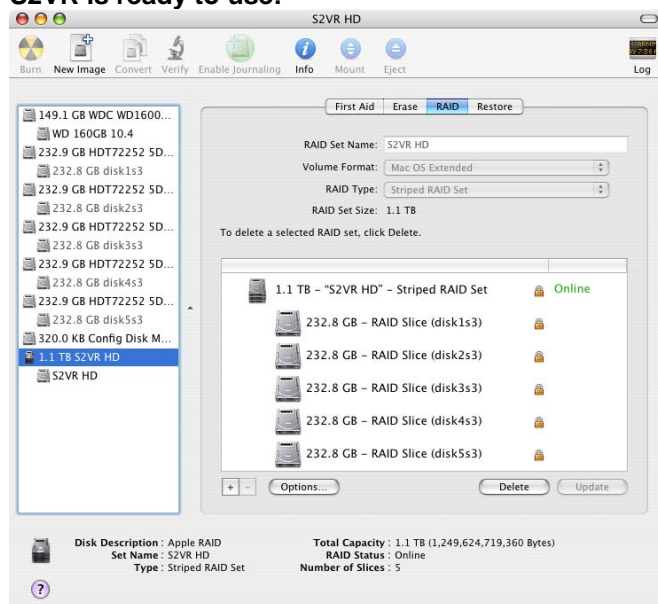 S2VR is ready to use.
S2VR HD
Burn New Image Convert Verify Enable Journaling Info Mount Eject Log
First Aid Erase RAID Restore
149.1 GB WDC WD1600...
WD 160GB 10.4
232.9 GB HDT72252 5D...
232.8 GB disk1s3
232.9 GB HDT72252 5D...
232.8 GB disk2s3
232.9 GB HDT72252 5D...
232.8 GB disk3s3
232.9 GB HDT72252 5D...
232.8 GB disk4s3
232.9 GB HDT72252 5D...
232.8 GB disk5s3
320.0 KB Config Disk M...
1.1 TB S2VR HD
S2VR HD
RAID Set Name: S2VR HD
Volume Format: Mac OS Extended
RAID Type: Striped RAID Set
RAID Set Size: 1.1 TB
To delete a selected RAID set, click Delete.
1.1 TB – "S2VR HD" – Striped RAID Set Online
232.8 GB – RAID Slice (disk1s3)
232.8 GB – RAID Slice (disk2s3)
232.8 GB – RAID Slice (disk3s3)
232.8 GB – RAID Slice (disk4s3)
232.8 GB – RAID Slice (disk5s3)
+ - Options... Delete Update
Disk Description : Apple RAID
Set Name : S2VR HD
Type : Striped RAID Set
Total Capacity : 1.1 TB (1,249,624,719,360 Bytes)
RAID Status : Online
Number of Slices : 5
?